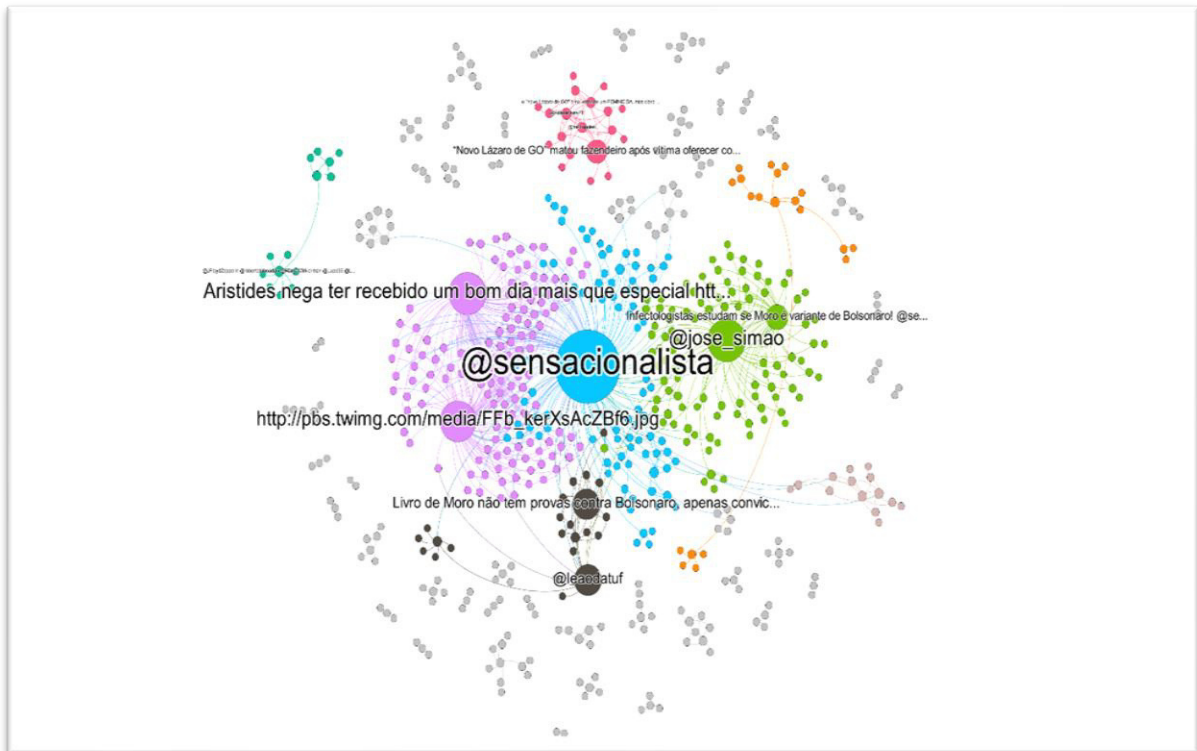 "Novo Lázaro de GO" matou fazendeiro após vítima oferecer co...
Aristides nega ter recebido um bom dia mais que especial htt...
Infectologistas estudam se Moro é variante de Bolsonaro! @se...
@jose_simao
@sensacionalista
http://pbs.twimg.com/media/FFb_kerXsAcZBf6.jpg
Livro de Moro não tem provas contra Bolsonaro, apenas convic...
@leaodatuf